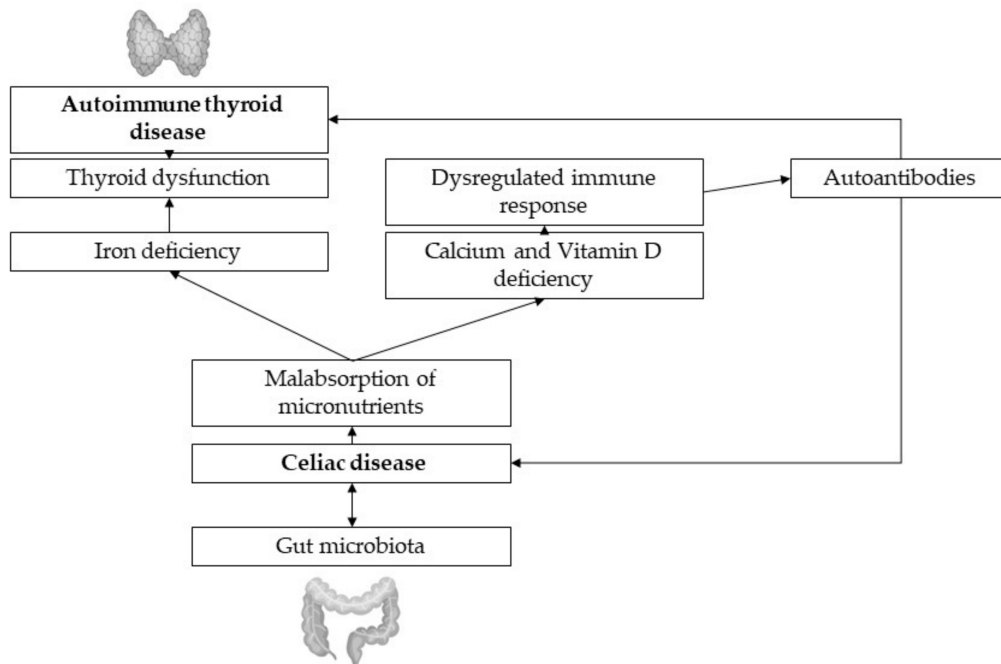 Autoimmune thyroid
disease
Thyroid dysfunction
Dysregulated immune
response
Autoantibodies
Iron deficiency
Calcium and Vitamin D
deficiency
Malabsorption of
micronutrients
Celiac disease
Gut microbiota